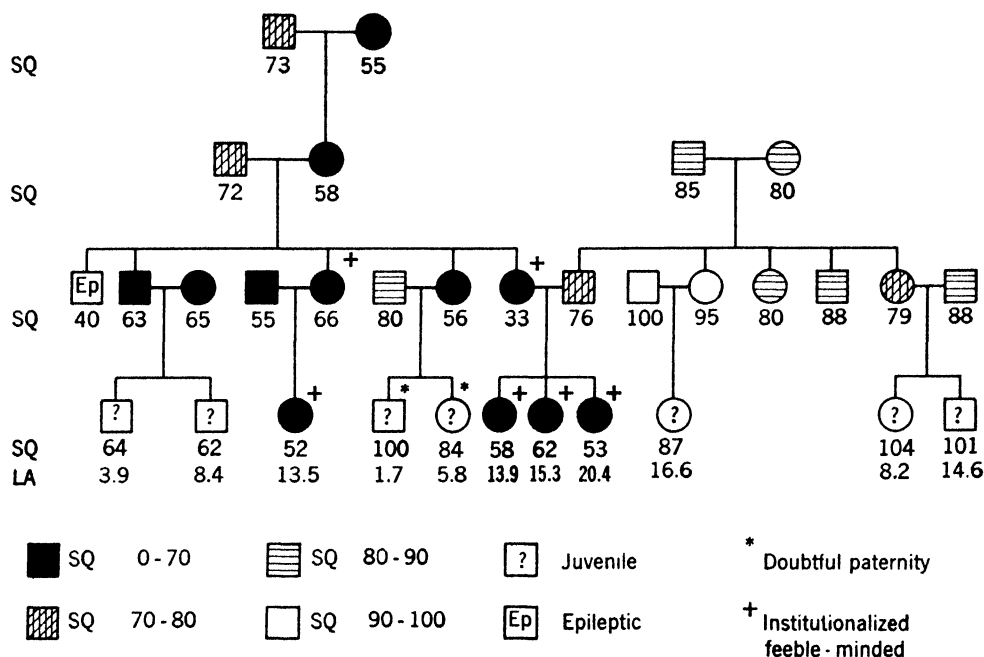 SQ 73 55
SQ 72 58 85 80
+ +
Ep
SQ 40 63 65 55 66 80 56 33 76 100 95 80 88 79 88
+ * * + + +
? ? ? ? ? ? ?
SQ 64 62 52 100 84 58 62 53 87 104 101
LA 3.9 8.4 13.5 1.7 5.8 13.9 15.3 20.4 16.6 8.2 14.6
SQ 0-70 SQ 80-90 ? Juvenile * Doubtful paternity
SQ 70-80 SQ 90-100 Ep Epileptic + Institutionalized
feeble-minded